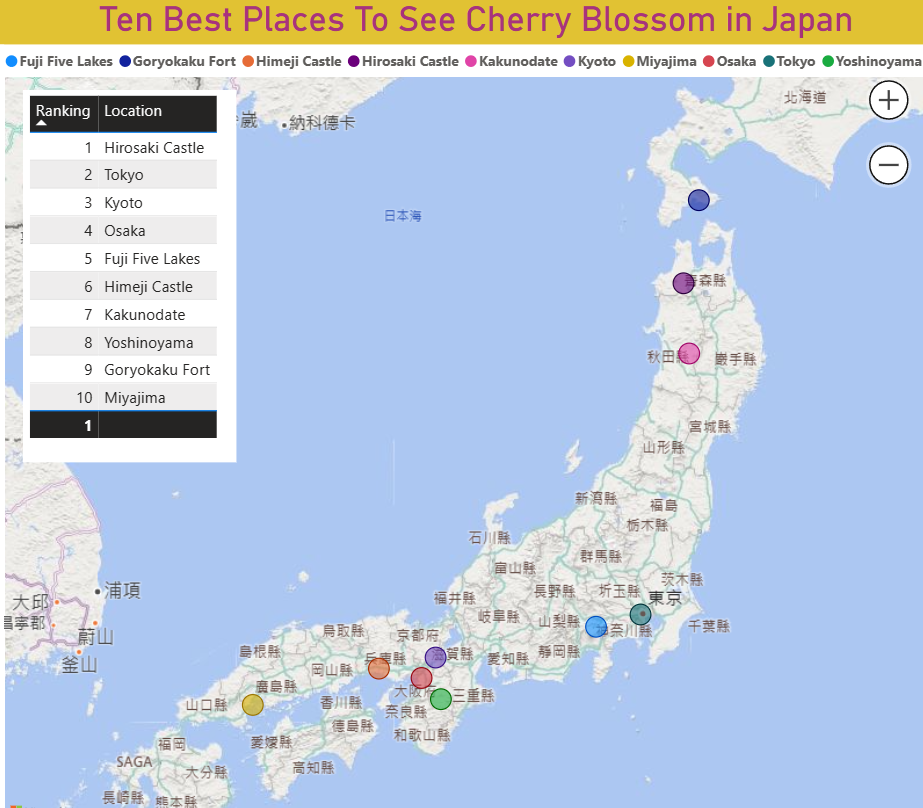 Ten Best Places To See Cherry Blossom in Japan
Fuji Five Lakes Goryokaku Fort Himeji Castle Hirosaki Castle Kakunodate Kyoto Miyajima Osaka Tokyo Yoshinoyama
Ranking Location
1 Hirosaki Castle
2 Tokyo
3 Kyoto
4 Osaka
5 Fuji Five Lakes
6 Himeji Castle
7 Kakunodate
8 Yoshinoyama
9 Goryokaku Fort
10 Miyajima
1
北海道
崴
納科德卡
日本海
青森縣
秋田縣
巖手縣
宮城縣
山形縣
新瀉縣
福島
栃木縣
石川縣
群馬縣
富山縣
茨木縣
長野縣
圻玉縣
東京
浦項
大邱
福井縣
岐阜縣
山梨縣
神奈川縣
千葉縣
昌寧郡
蔚山
鳥取縣
京都府
島根縣
兵庫縣
滋賀縣
愛知縣
靜岡縣
釜山
岡山縣
廣島縣
大阪府
三重縣
山口縣
香川縣
奈良縣
德島縣
和歌山縣
福岡
愛媛縣
SAGA
大分縣
高知縣
長崎縣
熊本縣